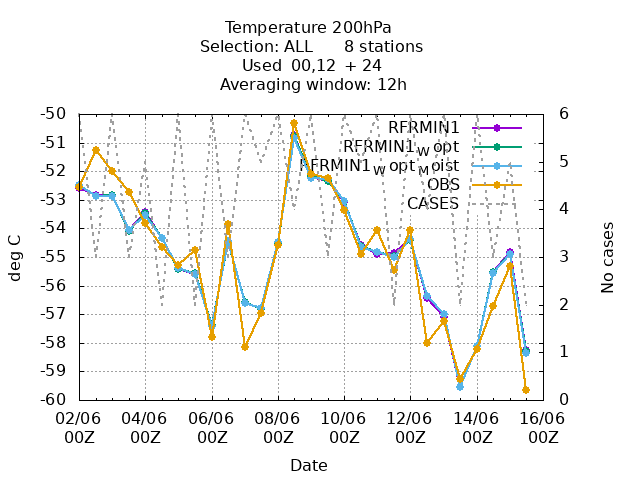 Temperature 200hPa
Selection: ALL 8 stations
Used 00,12 + 24
Averaging window: 12h
RFRMIN1
RFRMIN1_W opt
RFRMIN1_W opt_M oist
OBS
CASES
-50
-51
-52
-53
-54
-55
-56
-57
-58
-59
-60
6
5
4
3
2
1
0
deg C
No cases
02/06 04/06 06/06 08/06 10/06 12/06 14/06 16/06
00Z 00Z 00Z 00Z 00Z 00Z 00Z 00Z
Date